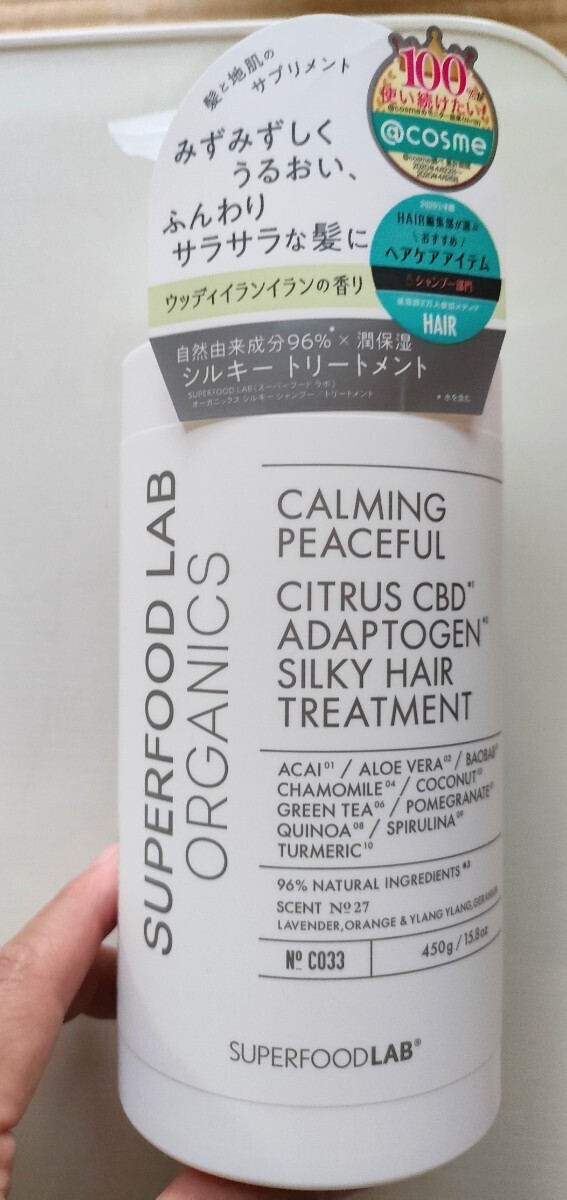 髪と地肌の
サプリメント
みずみずしく
うるおい、
ふんわり
サラサラな髪に
ウッディイランイランの香り
自然由来成分96%*×潤保湿
シルキー トリートメント
SUPERFOOD LAB(スーパーフード ラボ)
オーガニックス シルキー シャンプー／トリートメント
*水を含む
100%
使い続けたい!
@cosme
HAIR編集部が選ぶ
おすすめ
ヘアケアアイテム
シャンプー部門
HAIR
SUPERFOOD LAB
ORGANICS
CALMING
PEACEFUL
CITRUS CBD*1
ADAPTOGEN*2
SILKY HAIR
TREATMENT
ACAI01 / ALOE VERA02 / BAOBAB
CHAMOMILE04 / COCONUT05
GREEN TEA06 / POMEGRANATE
QUINOA08 / SPIRULINA09
TURMERIC10
96% NATURAL INGREDIENTS*3
SCENT No27
LAVENDER, ORANGE & YLANG YLANG, GERANIUM
No C033
450g / 15.8oz
SUPERFOODLAB®